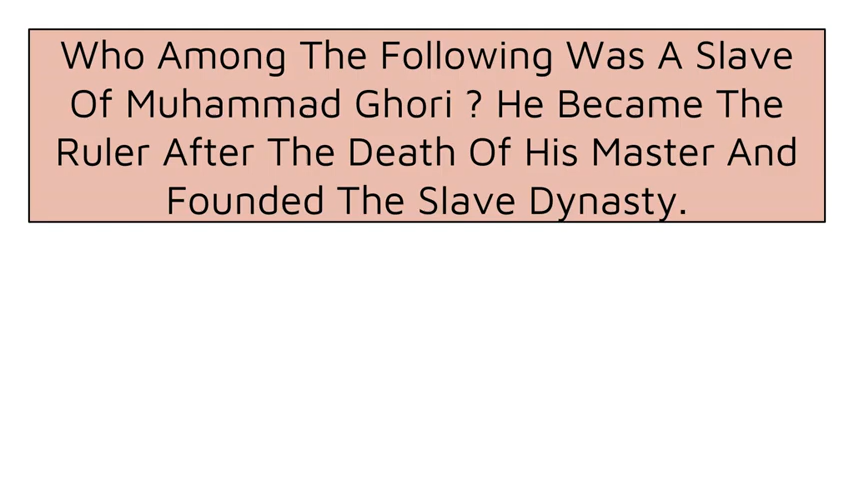 Who Among The Following Was A Slave
Of Muhammad Ghori ? He Became The
Ruler After The Death Of His Master And
Founded The Slave Dynasty.